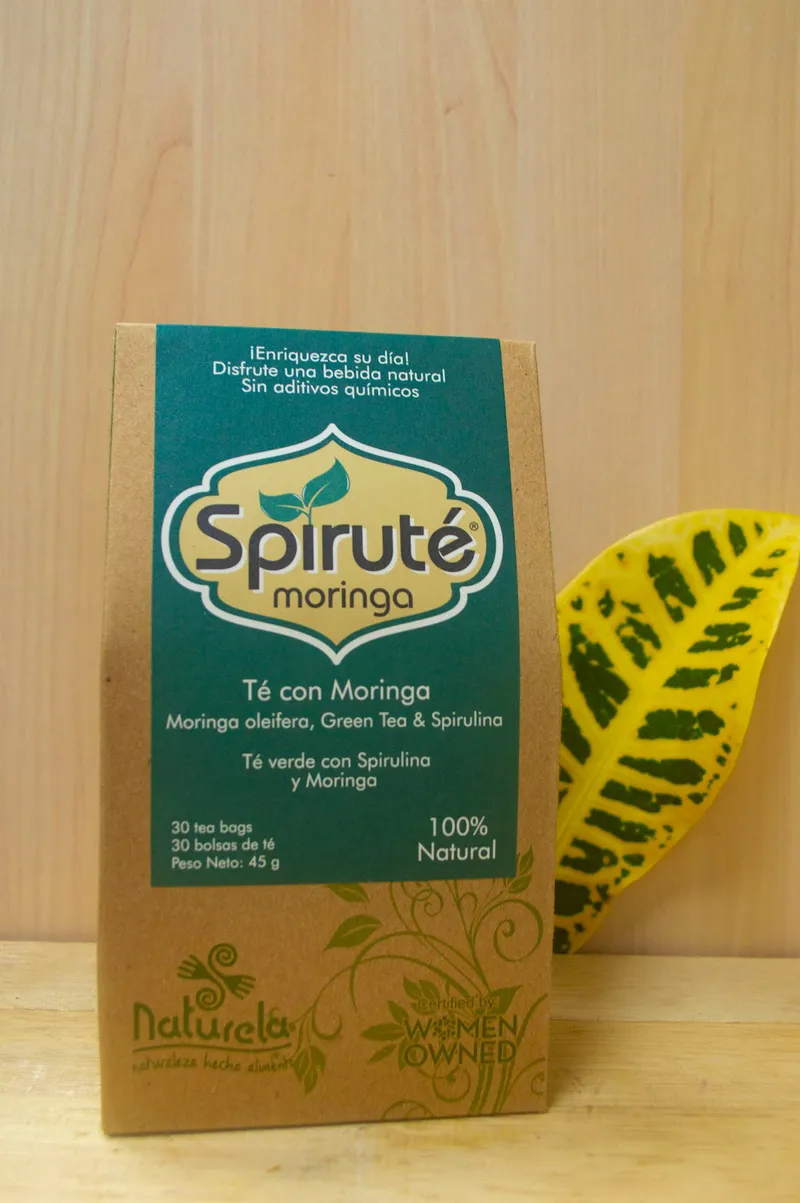 ¡Enriquezca su día!
Disfrute una bebida natural
Sin aditivos químicos
Spiruté®
moringa
Té con Moringa
Moringa oleifera, Green Tea & Spirulina
Té verde con Spirulina
y Moringa
30 tea bags
30 bolsas de té
Peso Neto: 45 g
100%
Natural
Naturela
naturaleza hecha alimento
Certified by
WOMEN
OWNED